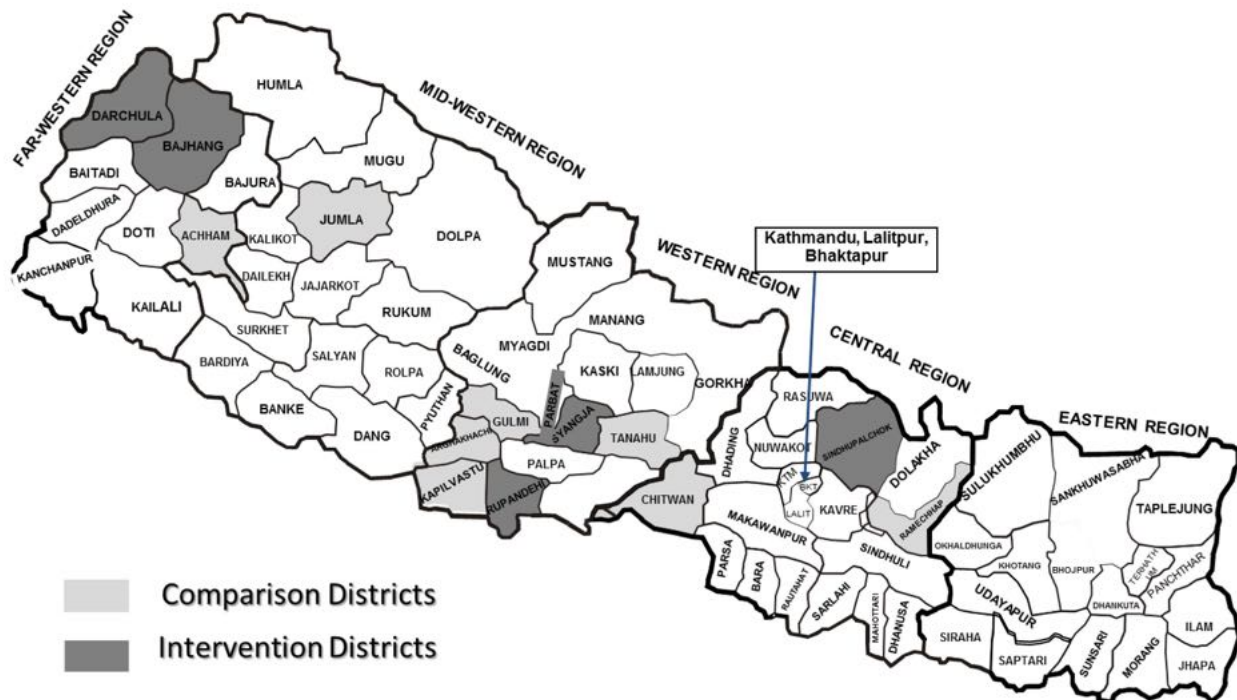 FAR-WESTERN REGION
MID-WESTERN REGION
WESTERN REGION
CENTRAL REGION
EASTERN REGION
HUMLA
DARCHULA
BAJHANG
MUGU
BAITADI
BAJURA
DADELDHURA
JUMLA
DOTI
ACHHAM
KALIKOT
DOLPA
KANCHANPUR
DAILEKH
JAJARKOT
KAILALI
RUKUM
SURKHET
BARDIYA
SALYAN
ROLPA
BANKE
DANG
PYUTHAN
MUSTANG
MANANG
MYAGDI
BAGLUNG
KASKI
LAMJUNG
GORKHA
PARBAT
GULMI
SYANGJA
TANAHU
ARGHAKHACHI
PALPA
KAPILVASTU
RUPANDEHI
Kathmandu, Lalitpur,
Bhaktapur
RASUWA
NUWAKOT
SINDHUPALCHOK
DHADING
DOLAKHA
KTM
BKT
LALIT
KAVRE
RAMECHHAP
CHITWAN
MAKAWANPUR
SINDHULI
PARSA
BARA
RAUTAHAT
SARLAHI
MAHOTTARI
DHANUSA
SULUKHUMBHU
SANKHUWASABHA
TAPLEJUNG
OKHALDHUNGA
KHOTANG
BHOJPUR
TERHATH
UM
PANCHTHAR
UDAYAPUR
DHANKUTA
SIRAHA
SAPTARI
SUNSARI
MORANG
ILAM
JHAPA
Comparison Districts
Intervention Districts